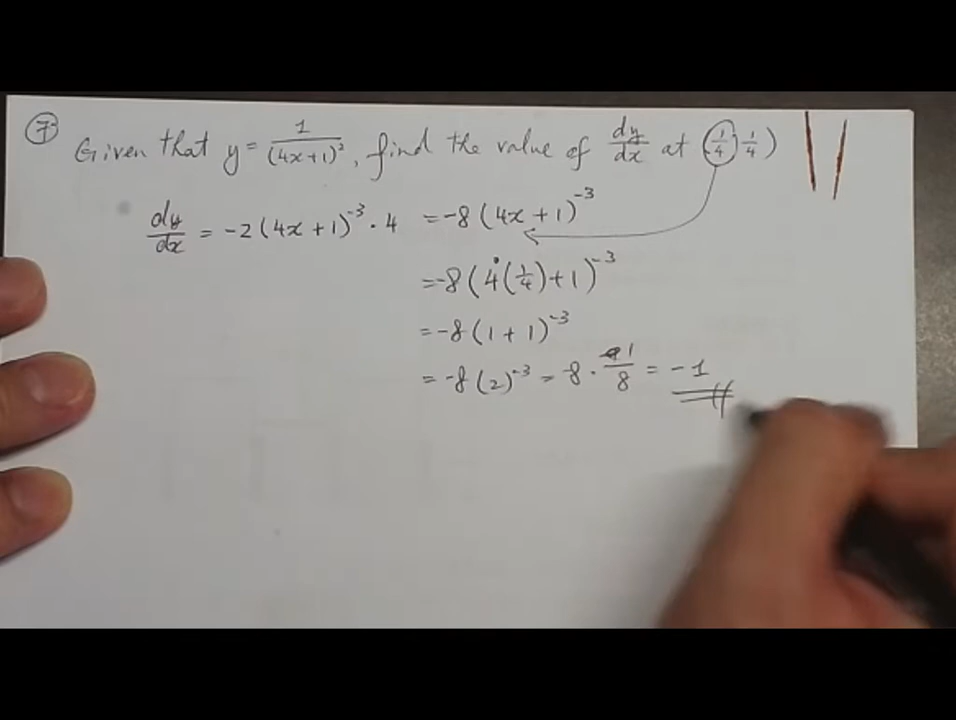 ⑦ Given that y = 1/(4x+1)², find the value of dy/dx at (1/4, 1/4)
dy/dx = -2(4x+1)⁻³ · 4 = -8(4x+1)⁻³
= -8(4(1/4)+1)⁻³
= -8(1+1)⁻³
= -8(2)⁻³ = -8 · 1/8 = -1